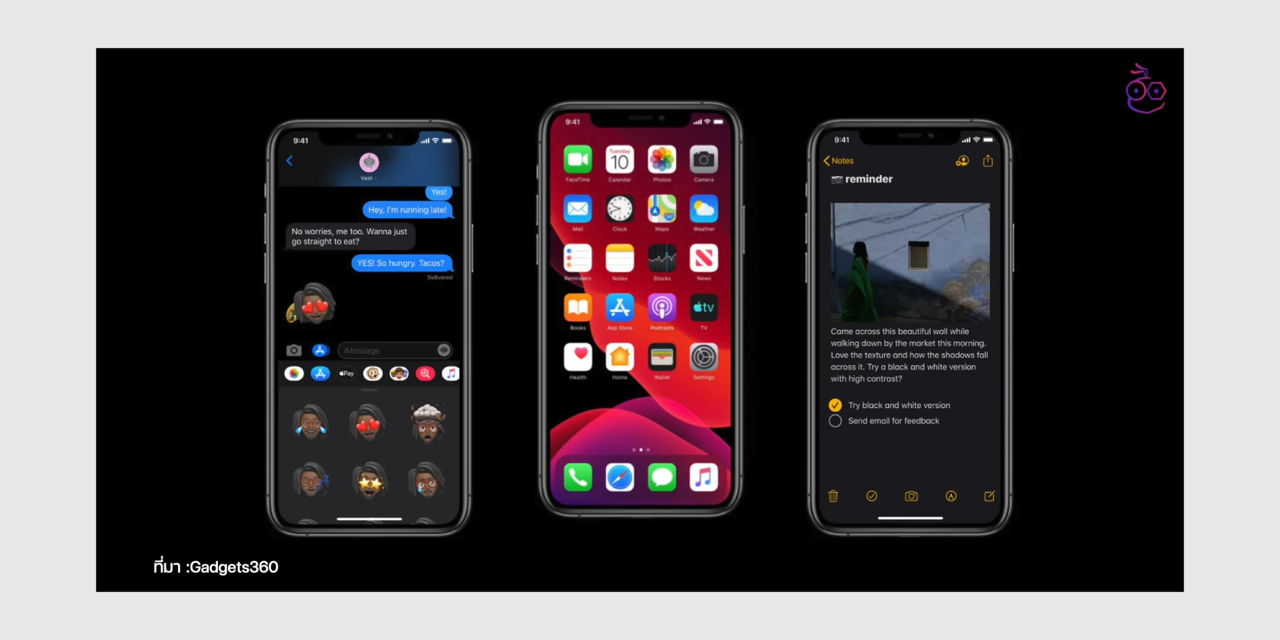 9:41
Vash
Yes!
Hey, I'm running late!
No worries, me too. Wanna just
go straight to eat?
YES! So hungry. Tacos?
Delivered
iMessage
Pay
9:41
Tuesday
10
FaceTime Calendar Photos Camera
Mail Clock Maps Weather
Reminders Notes Stocks News
tv
Books App Store Podcasts TV
Health Home Wallet Settings
9:41
Notes
reminder
Came across this beautiful wall while
walking down by the market this morning.
Love the texture and how the shadows fall
across it. Try a black and white version
with high contrast?
Try black and white version
Send email for feedback
ที่มา :Gadgets360